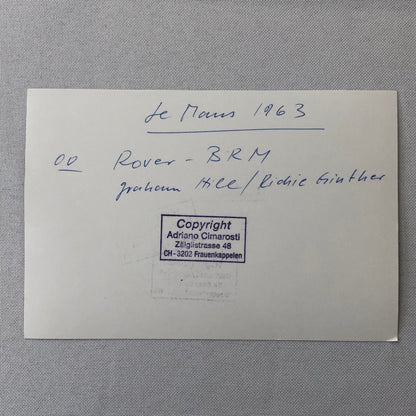 Le Mans 1963
00 Rover - BRM
Graham Hill/Richie Ginther
Copyright
Adriano Cimarosti
Zälglistrasse 48
CH - 3202 Frauenkappelen